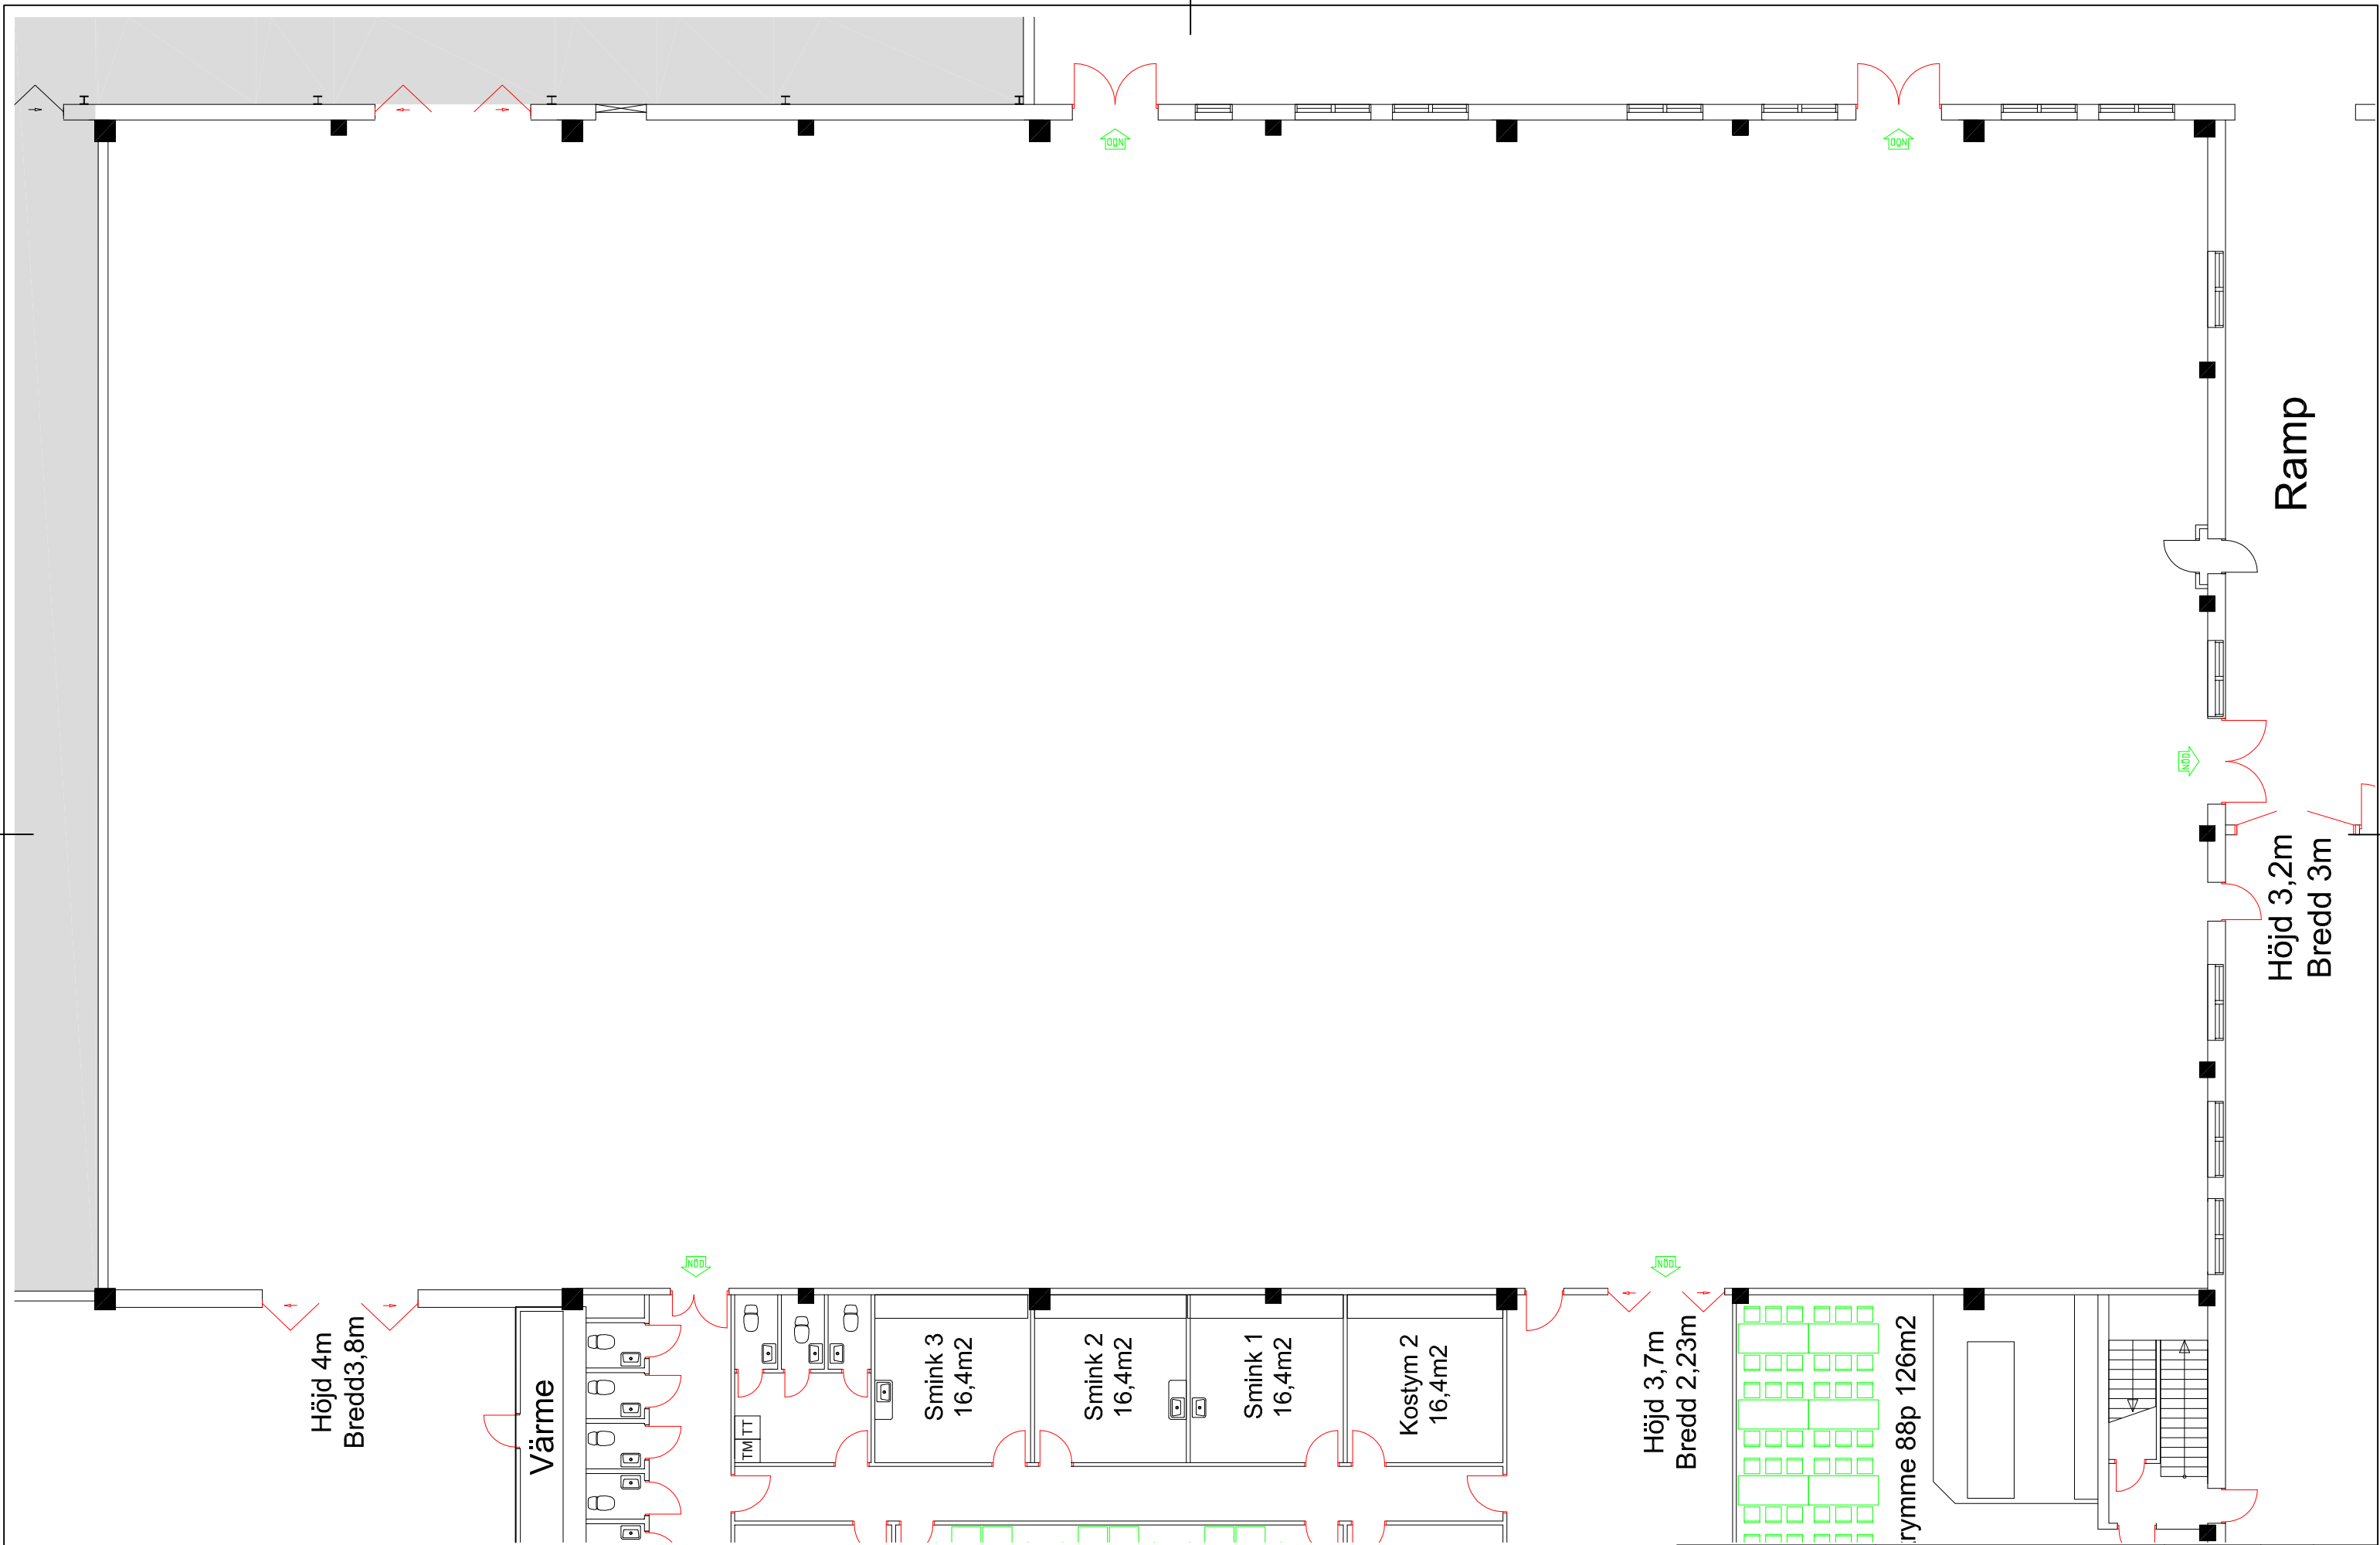 NÖD
NÖD
Ramp
NÖD
Höjd 3,2m
Bredd 3m
NÖD
NÖD
Höjd 4m
Bredd3,8m
Värme
TT
TM
Smink 3
16,4m2
Smink 2
16,4m2
Smink 1
16,4m2
Kostym 2
16,4m2
Höjd 3,7m
Bredd 2,23m
rymme 88p 126m2